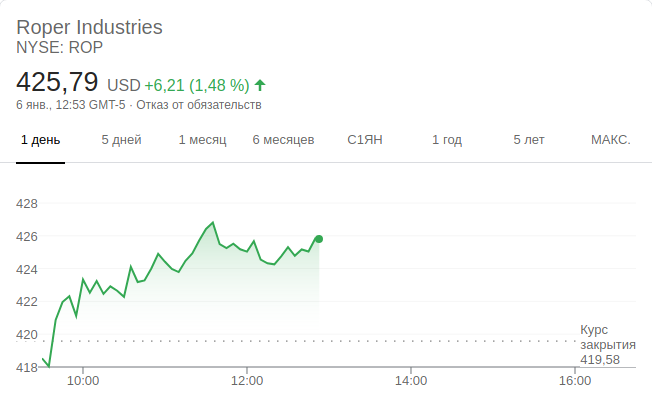 Roper Industries
NYSE: ROP
425,79 USD +6,21 (1,48 %)
6 янв., 12:53 GMT-5 · Отказ от обязательств
1 день 5 дней 1 месяц 6 месяцев С1ЯН 1 год 5 лет МАКС.
428
426
424
422
420
418
Курс
закрытия
419,58
10:00 12:00 14:00 16:00